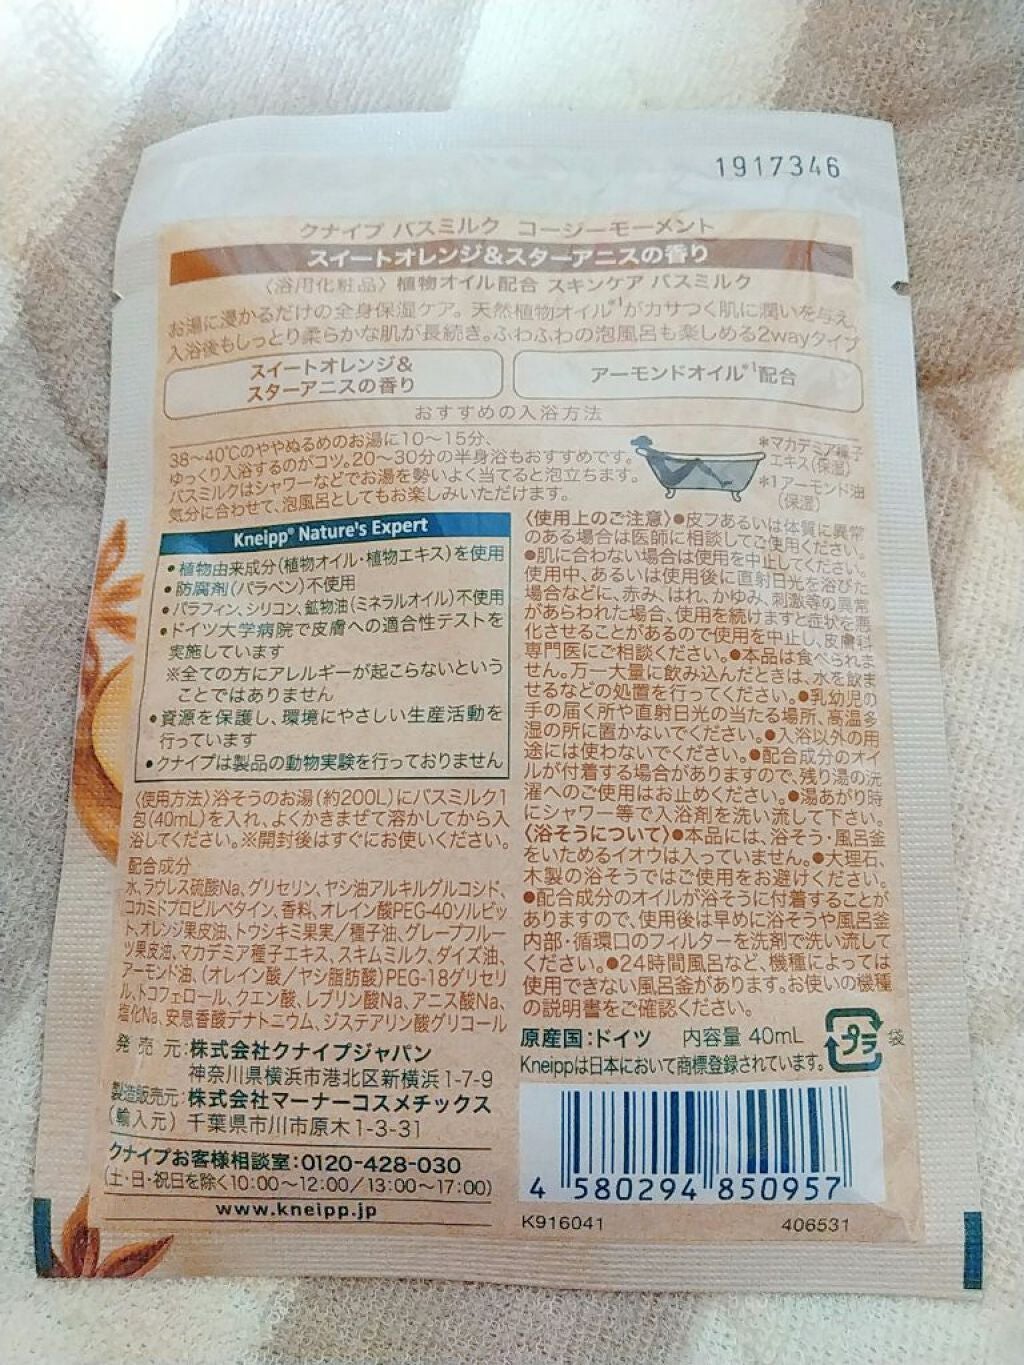 1917346
クナイプ バスミルク コージーモーメント
スイートオレンジ&スターアニスの香り
〈浴用化粧品〉植物オイル配合 スキンケア バスミルク
お湯に浸かるだけの全身保湿ケア。天然植物オイル*1がカサつく肌に潤いを与え、
入浴後もしっとり柔らかな肌が長続き。ふわふわの泡風呂も楽しめる2wayタイプ
スイートオレンジ&
スターアニスの香り
アーモンドオイル*1配合
おすすめの入浴方法
38〜40℃のややぬるめのお湯に10〜15分、
ゆっくり入浴するのがコツ。20〜30分の半身浴もおすすめです。
バスミルクはシャワーなどでお湯を勢いよく当てると泡立ちます。
気分に合わせて、泡風呂としてもお楽しみいただけます。
*マカデミア種子
エキス(保湿)
*1アーモンド油
(保湿)
Kneipp® Nature's Expert
•植物由来成分(植物オイル・植物エキス)を使用
•防腐剤(パラベン)不使用
•パラフィン、シリコン、鉱物油(ミネラルオイル)不使用
•ドイツ大学病院で皮膚への適合性テストを
実施しています
※全ての方にアレルギーが起こらないという
ことではありません
•資源を保護し、環境にやさしい生産活動を
行っています
•クナイプは製品の動物実験を行っておりません
〈使用方法〉浴そうのお湯(約200L)にバスミルク1
包(40mL)を入れ、よくかきまぜて溶かしてから入
浴してください。※開封後はすぐにお使いください。
配合成分
水、ラウレス硫酸Na、グリセリン、ヤシ油アルキルグルコシド、
コカミドプロピルベタイン、香料、オレイン酸PEG-40ソルビッ
ト、オレンジ果皮油、トウシキミ果実/種子油、グレープフルー
ツ果皮油、マカデミア種子エキス、スキムミルク、ダイズ油、
アーモンド油、(オレイン酸/ヤシ脂肪酸)PEG-18グリセリ
ル、トコフェロール、クエン酸、レブリン酸Na、アニス酸Na、
塩化Na、安息香酸デナトニウム、ジステアリン酸グリコール
発売元:株式会社クナイプジャパン
神奈川県横浜市港北区新横浜1-7-9
製造販売元:株式会社マーナーコスメチックス
(輸入元)千葉県市川市原木1-3-31
クナイプお客様相談室:0120-428-030
(土・日・祝日を除く10:00〜12:00/13:00〜17:00)
www.kneipp.jp
〈使用上のご注意〉●皮フあるいは体質に異常
のある場合は医師に相談してご使用ください。
●肌に合わない場合は使用を中止してください。
使用中、あるいは使用後に直射日光を浴びた
場合などに、赤み、はれ、かゆみ、刺激等の異常
があらわれた場合、使用を続けますと症状を悪
化させることがあるので使用を中止し、皮膚科
専門医にご相談ください。●本品は食べられま
せん。万一大量に飲み込んだときは、水を飲ま
せるなどの処置を行ってください。●乳幼児の
手の届く所や直射日光の当たる場所、高温多
湿の所に置かないでください。●入浴以外の用
途には使わないでください。●配合成分のオイ
ルが付着する場合がありますので、残り湯の洗
濯へのご使用はお止めください。●湯あがり時
にシャワー等で入浴剤を洗い流して下さい。
〈浴そうについて〉●本品には、浴そう・風呂釜
をいためるイオウは入っていません。●大理石、
木製の浴そうではご使用をお避けください。
●配合成分のオイルが浴そうに付着することが
ありますので、使用後は早めに浴そうや風呂釜
内部・循環口のフィルターを洗剤で洗い流して
ください。●24時間風呂など、機種によっては
使用できない風呂釜があります。お使いの機種
の説明書をご確認ください。
原産国:ドイツ 内容量 40mL プラ 袋
Kneippは日本において商標登録されています。
4 580294 850957
K916041 406531